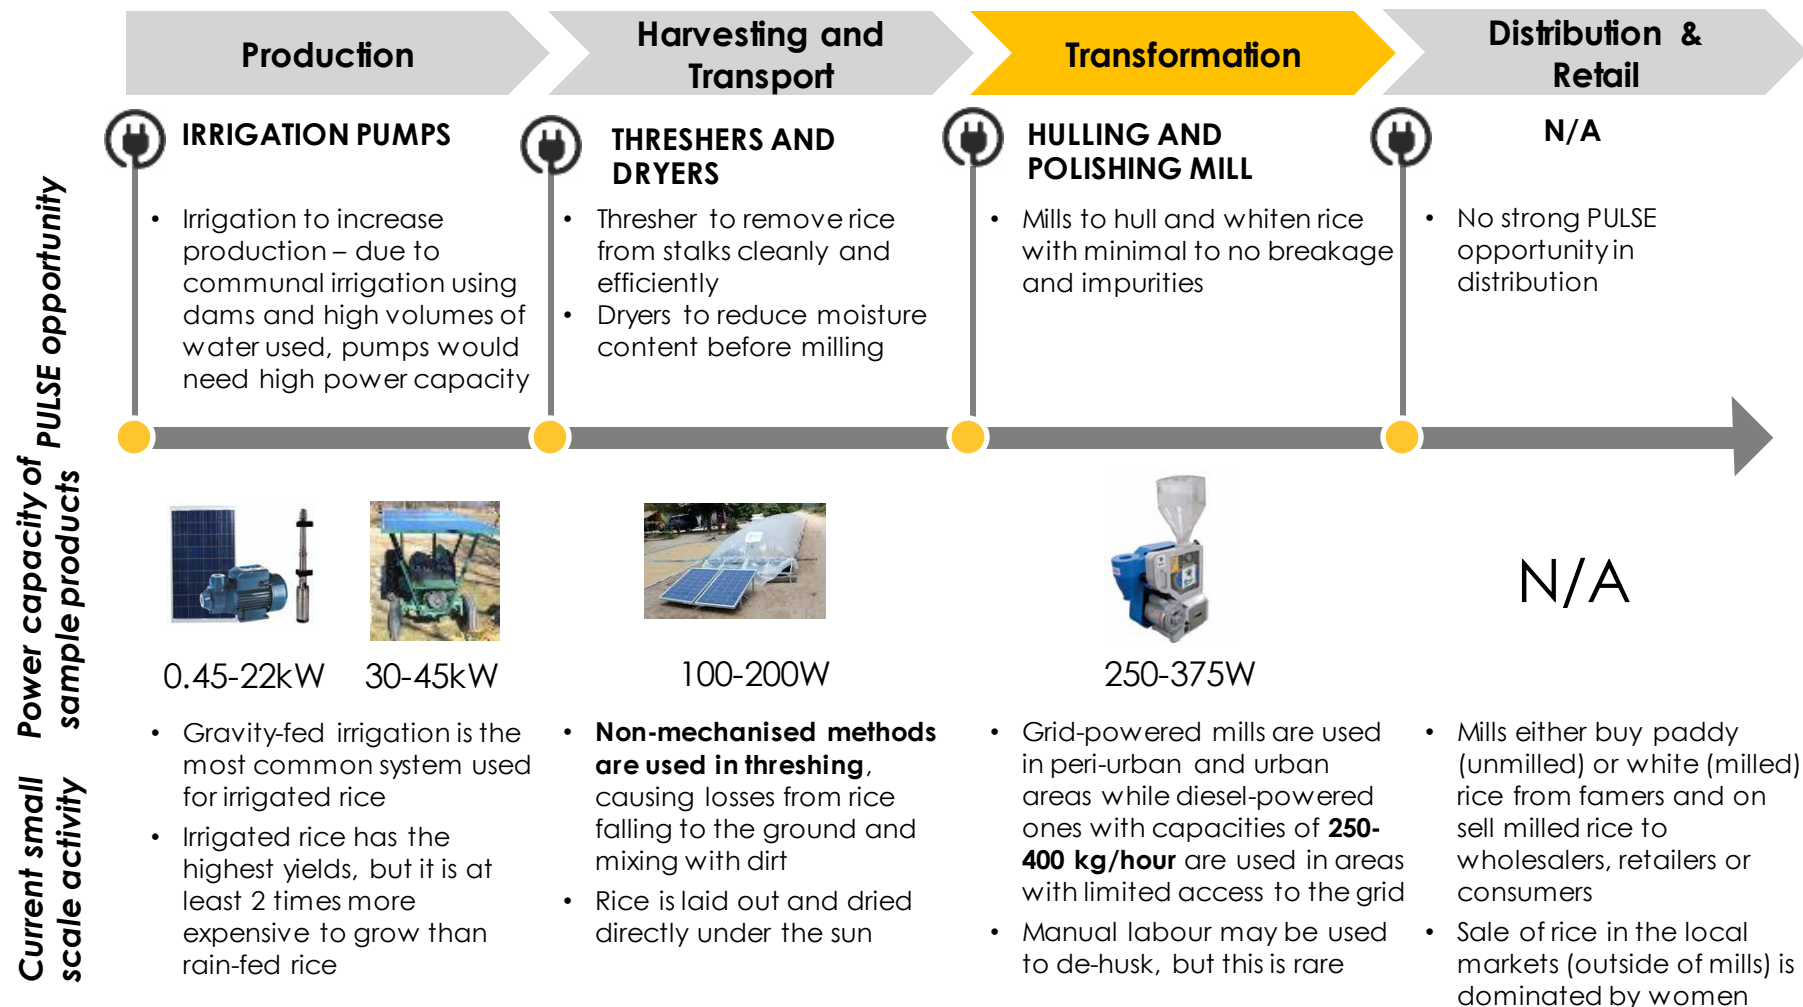 Production
Harvesting and
Transport
Transformation
Distribution &
Retail
PULSE opportunity
IRRIGATION PUMPS
• Irrigation to increase
production – due to
communal irrigation using
dams and high volumes of
water used, pumps would
need high power capacity
THRESHERS AND
DRYERS
• Thresher to remove rice
from stalks cleanly and
efficiently
• Dryers to reduce moisture
content before milling
HULLING AND
POLISHING MILL
• Mills to hull and whiten rice
with minimal to no breakage
and impurities
N/A
• No strong PULSE
opportunity in
distribution
Power capacity of
sample products
0.45-22kW
30-45kW
100-200W
250-375W
N/A
Current small
scale activity
• Gravity-fed irrigation is the
most common system used
for irrigated rice
• Irrigated rice has the
highest yields, but it is at
least 2 times more
expensive to grow than
rain-fed rice
• Non-mechanised methods
are used in threshing,
causing losses from rice
falling to the ground and
mixing with dirt
• Rice is laid out and dried
directly under the sun
• Grid-powered mills are used
in peri-urban and urban
areas while diesel-powered
ones with capacities of 250-
400 kg/hour are used in areas
with limited access to the grid
• Manual labour may be used
to de-husk, but this is rare
• Mills either buy paddy
(unmilled) or white (milled)
rice from famers and on
sell milled rice to
wholesalers, retailers or
consumers
• Sale of rice in the local
markets (outside of mills) is
dominated by women